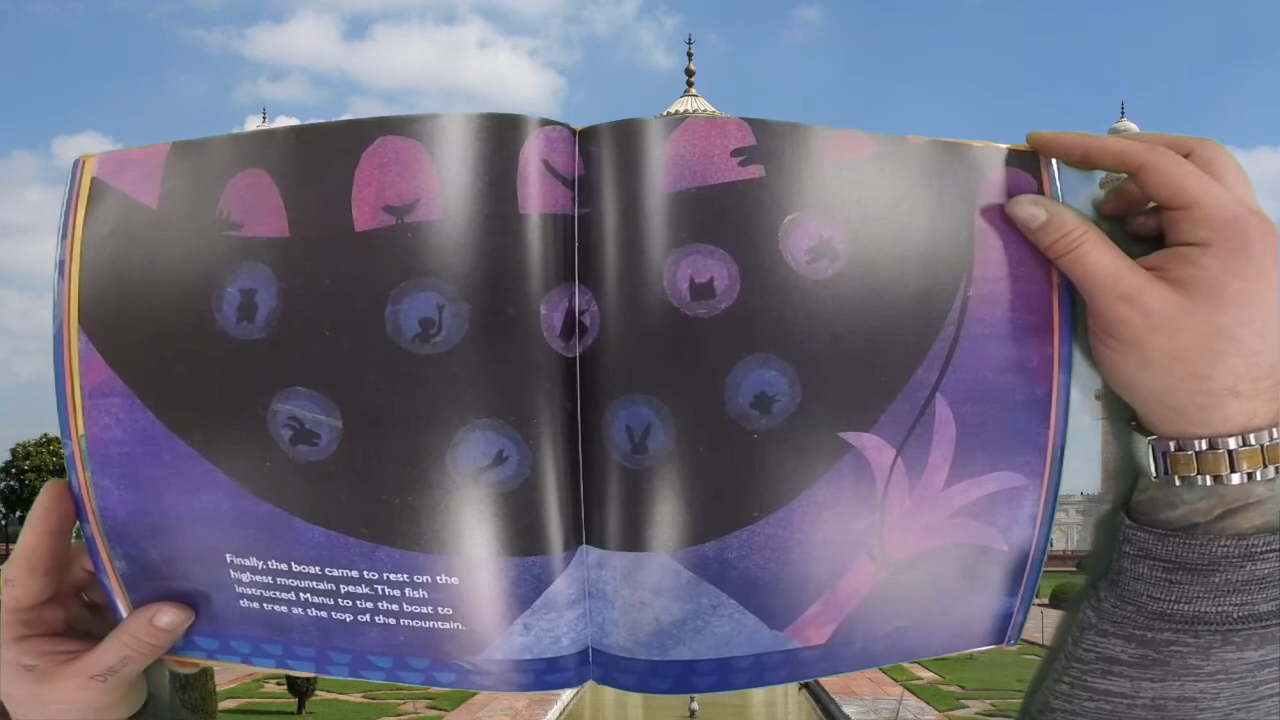 Finally, the boat came to rest on the
highest mountain peak. The fish
instructed Manu to tie the boat to
the tree at the top of the mountain.